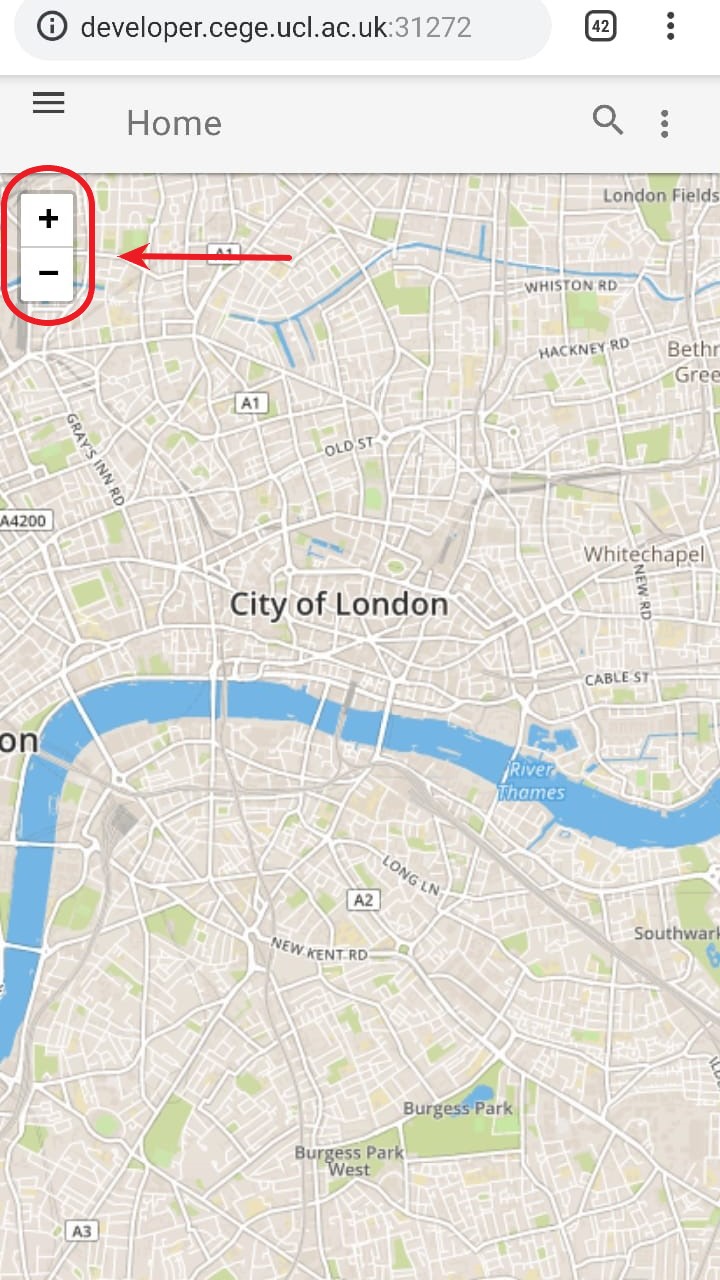 developer.cege.ucl.ac.uk:31272
42
Home
+
−
London Fields
A1
WHISTON RD
HACKNEY RD
Bethn
Gree
A1
GRAY'S INN RD
OLD ST
A4200
Whitechapel
NEW RD
City of London
CABLE ST
on
River
Thames
LONG LN
A2
Southwark
NEW KENT RD
Burgess Park
Burgess Park
West
A3